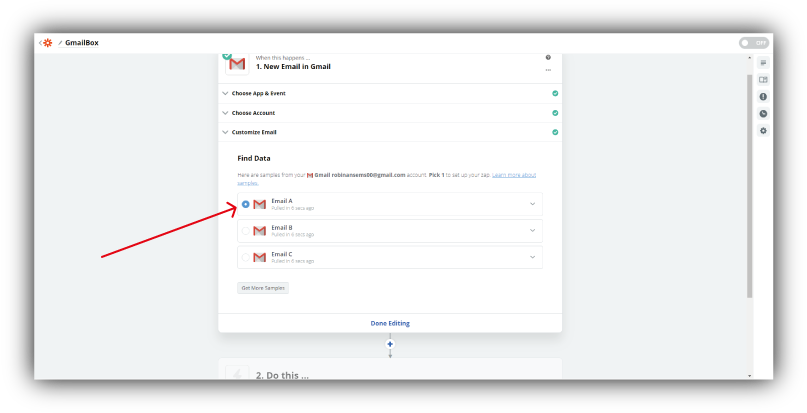 GmailBox
OFF
When this happens ...
1. New Email in Gmail
Choose App & Event
Choose Account
Customize Email
Find Data
Here are samples from your Gmail robinansems00@gmail.com account. Pick 1 to set up your zap. Learn more about
samples.
Email A
Pulled in 6 secs ago
Email B
Pulled in 6 secs ago
Email C
Pulled in 6 secs ago
Get More Samples
Done Editing
2. Do this ...